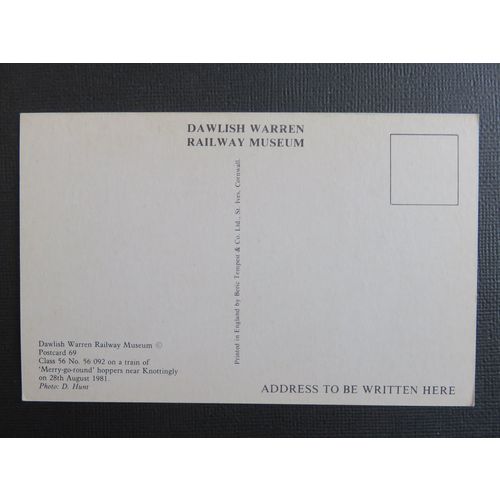 DAWLISH WARREN
RAILWAY MUSEUM
Printed in England by Beric Tempest & Co. Ltd., St. Ives, Cornwall.
Dawlish Warren Railway Museum ©
Postcard 69
Class 56 No. 56 092 on a train of
'Merry-go-round' hoppers near Knottingly
on 28th August 1981.
Photo: D. Hunt
ADDRESS TO BE WRITTEN HERE